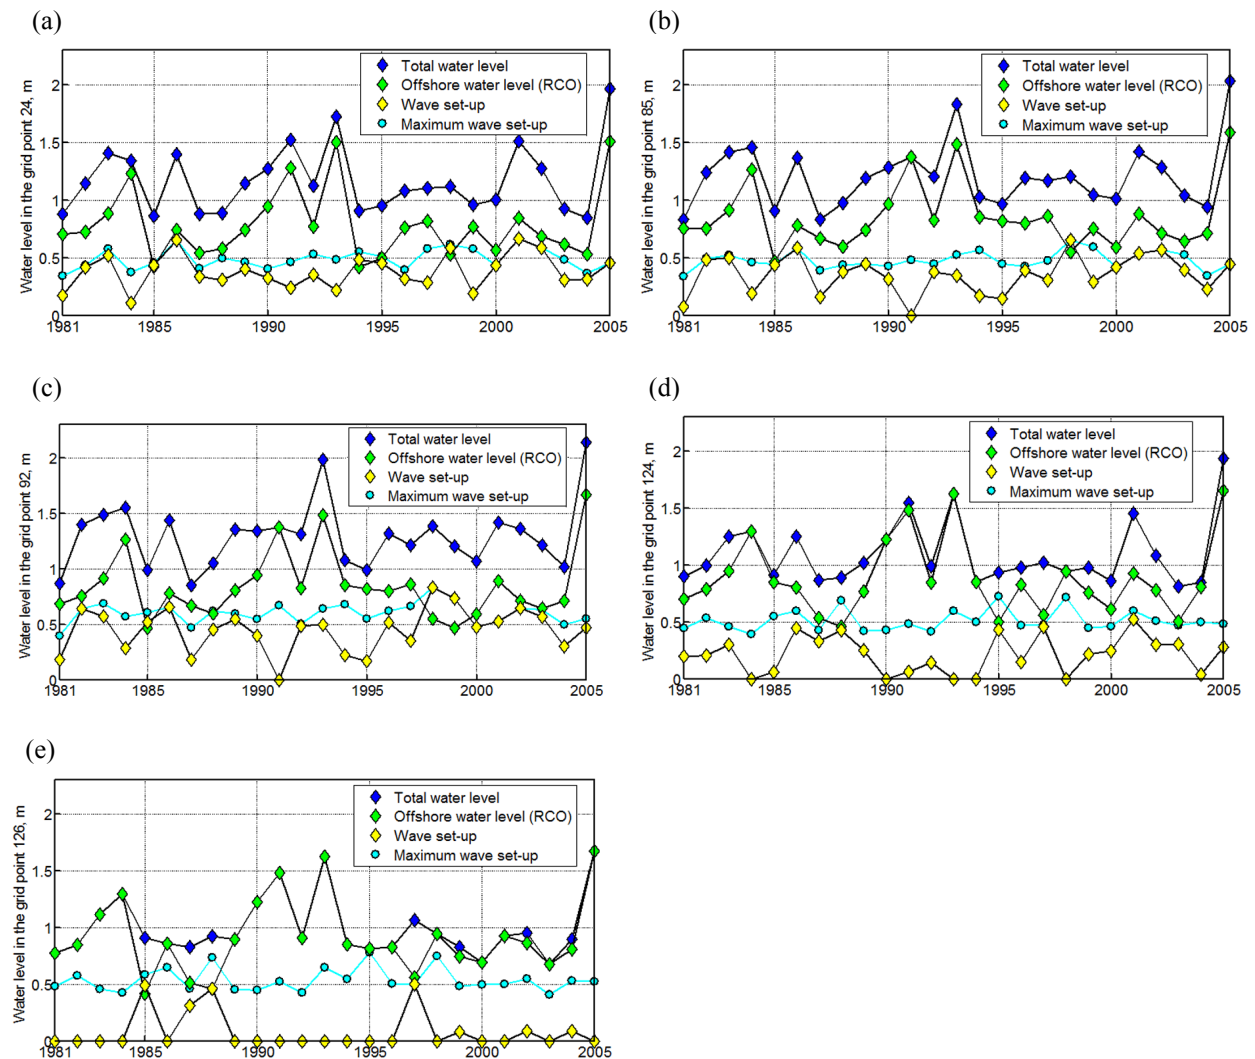 (a)
Water level in the grid point 24, m
2
1.5
1
0.5
0
Total water level
Offshore water level (RCO)
Wave set-up
Maximum wave set-up
1981 1985 1990 1995 2000 2005
(b)
Water level in the grid point 85, m
2
1.5
1
0.5
0
Total water level
Offshore water level (RCO)
Wave set-up
Maximum wave set-up
1981 1985 1990 1995 2000 2005
(c)
Water level in the grid point 92, m
2
1.5
1
0.5
0
Total water level
Offshore water level (RCO)
Wave set-up
Maximum wave set-up
1981 1985 1990 1995 2000 2005
(d)
Water level in the grid point 124, m
2
1.5
1
0.5
0
Total water level
Offshore water level (RCO)
Wave set-up
Maximum wave set-up
1981 1985 1990 1995 2000 2005
(e)
Water level in the grid point 126, m
2
1.5
1
0.5
0
Total water level
Offshore water level (RCO)
Wave set-up
Maximum wave set-up
1981 1985 1990 1995 2000 2005